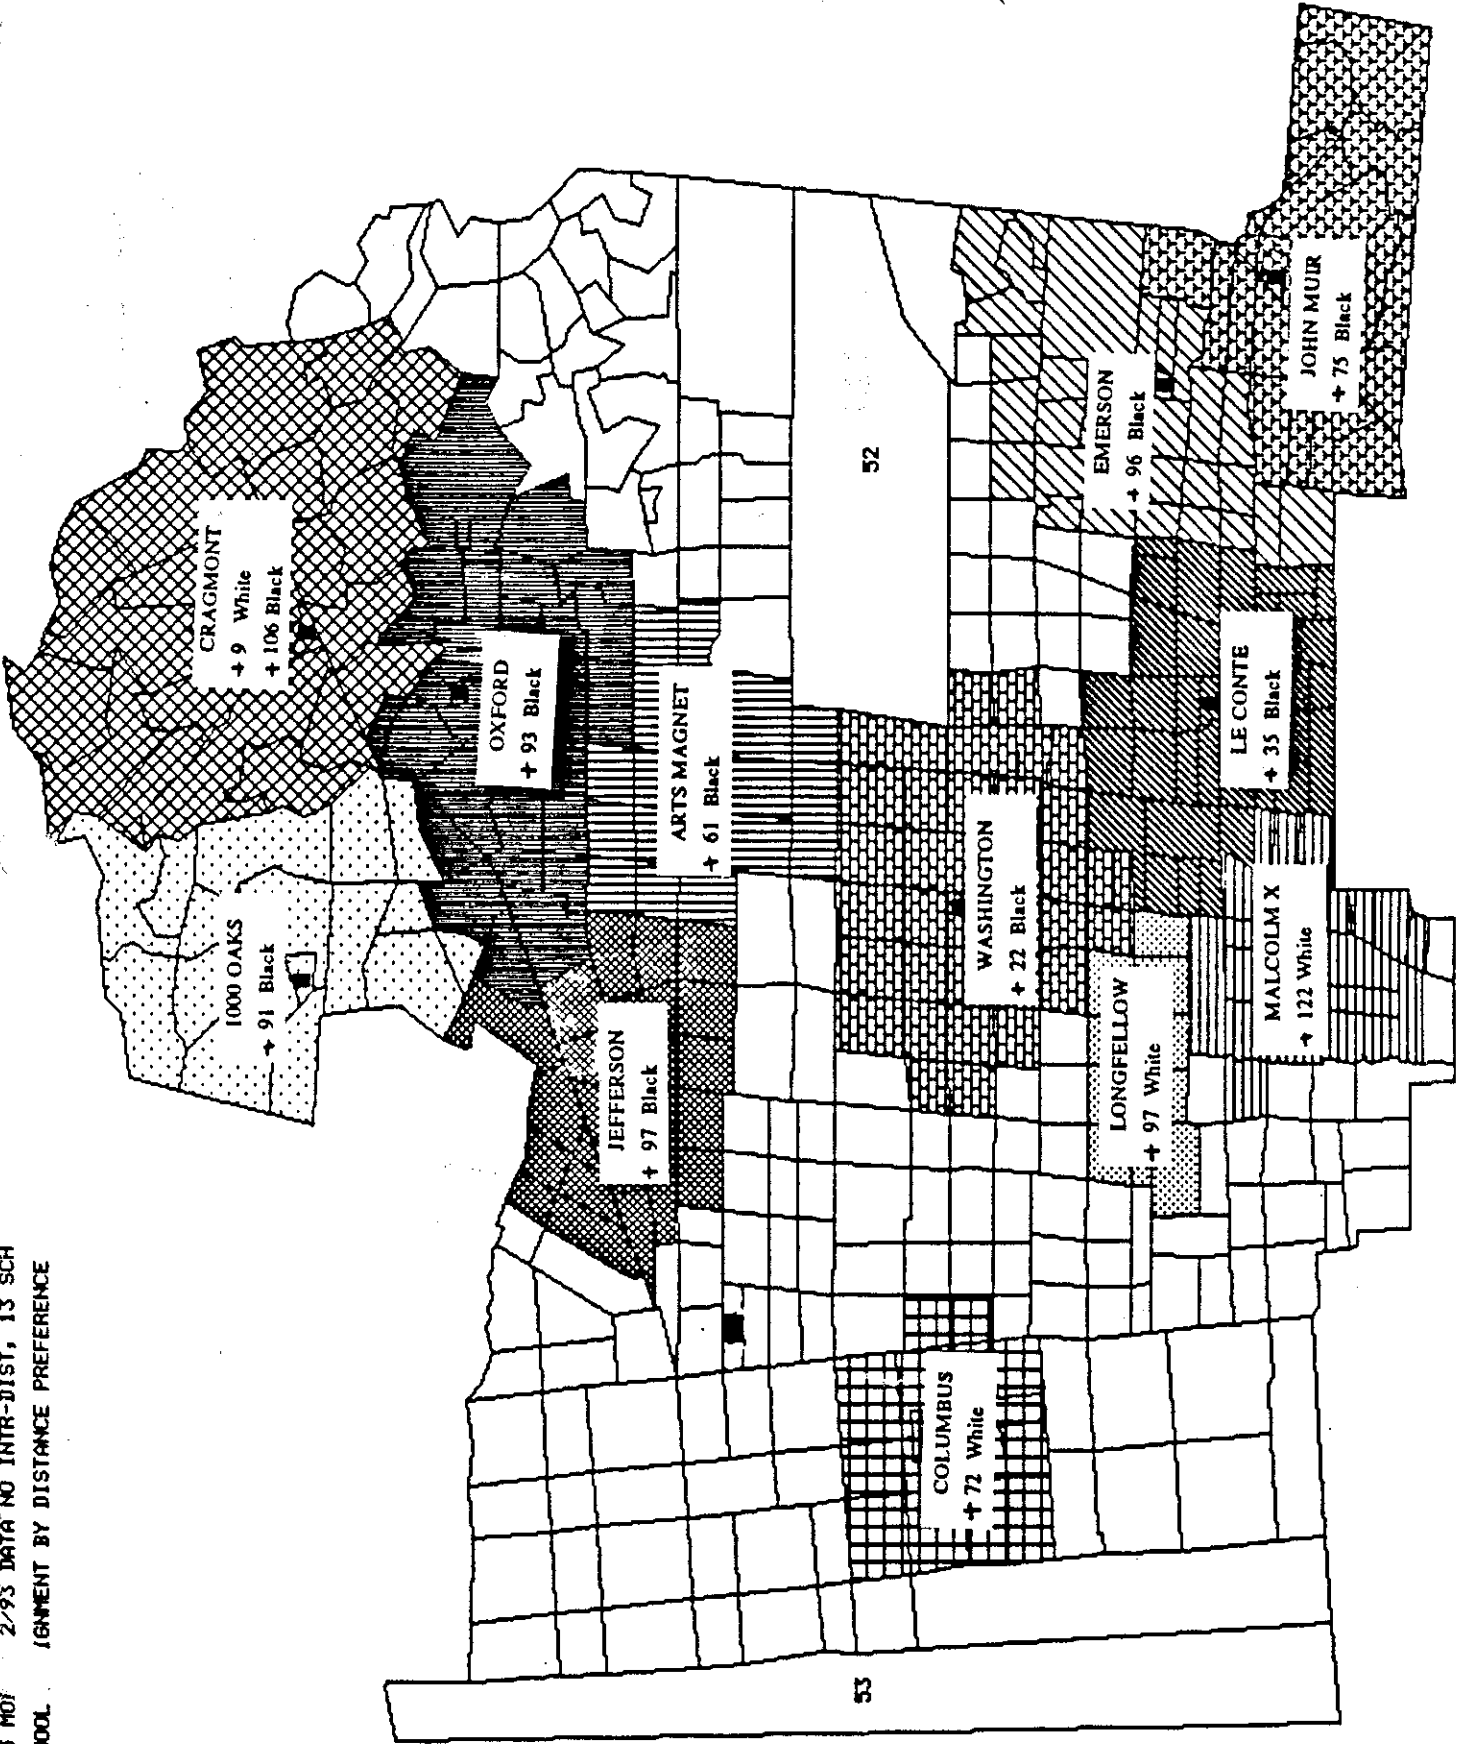 MOF 2/93 DATA NO INTR-DIST, 13 SCH
OOL IGNMENT BY DISTANCE PREFERENCE
CRAGMONT
+ 9 White
+ 106 Black
1000 OAKS
+ 91 Black
OXFORD
+ 93 Black
JEFFERSON
+ 97 Black
ARTS MAGNET
+ 61 Black
52
EMERSON
+ 96 Black
JOHN MUIR
+ 75 Black
WASHINGTON
+ 22 Black
LE CONTE
+ 35 Black
LONGFELLOW
+ 97 White
MALCOLM X
+ 122 White
COLUMBUS
+ 72 White
53